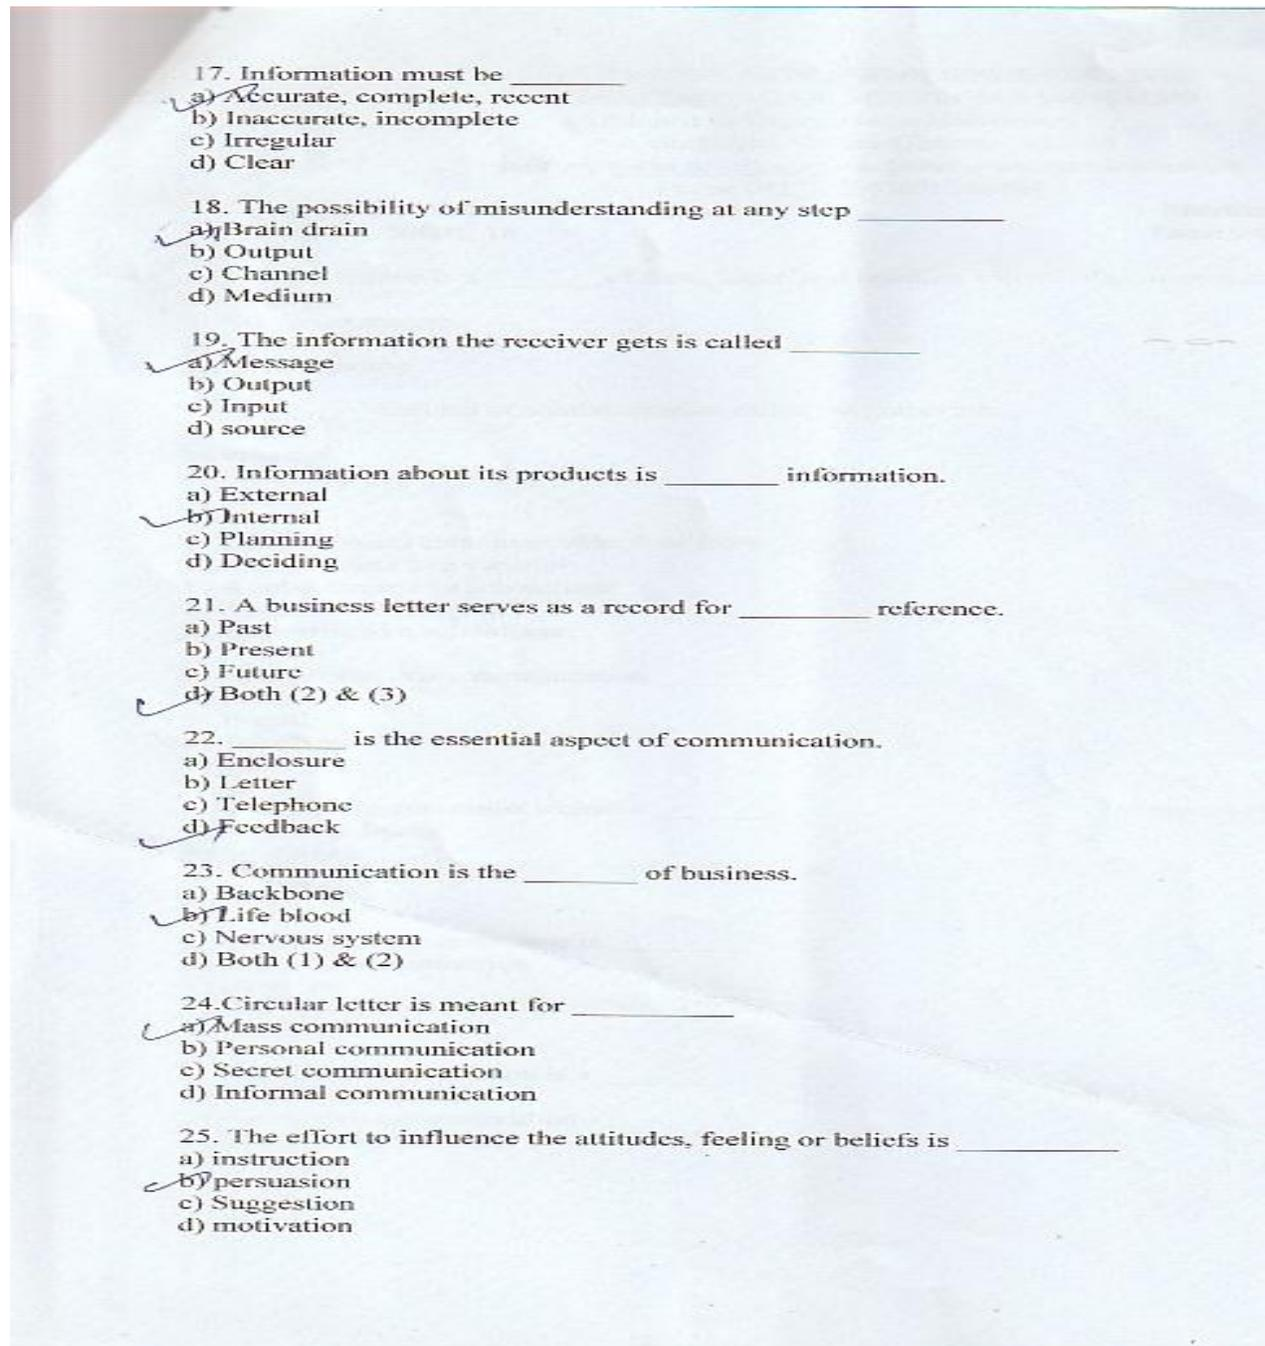 17. Information must be ________
a) Accurate, complete, recent
b) Inaccurate, incomplete
c) Irregular
d) Clear
18. The possibility of misunderstanding at any step __________
a) Brain drain
b) Output
c) Channel
d) Medium
19. The information the receiver gets is called _________
a) Message
b) Output
c) Input
d) source
20. Information about its products is ________ information.
a) External
b) Internal
c) Planning
d) Deciding
21. A business letter serves as a record for _________ reference.
a) Past
b) Present
c) Future
d) Both (2) & (3)
22. ________ is the essential aspect of communication.
a) Enclosure
b) Letter
c) Telephone
d) Feedback
23. Communication is the ________ of business.
a) Backbone
b) Life blood
c) Nervous system
d) Both (1) & (2)
24.Circular letter is meant for ___________
a) Mass communication
b) Personal communication
c) Secret communication
d) Informal communication
25. The effort to influence the attitudes, feeling or beliefs is ___________
a) instruction
b) persuasion
c) Suggestion
d) motivation